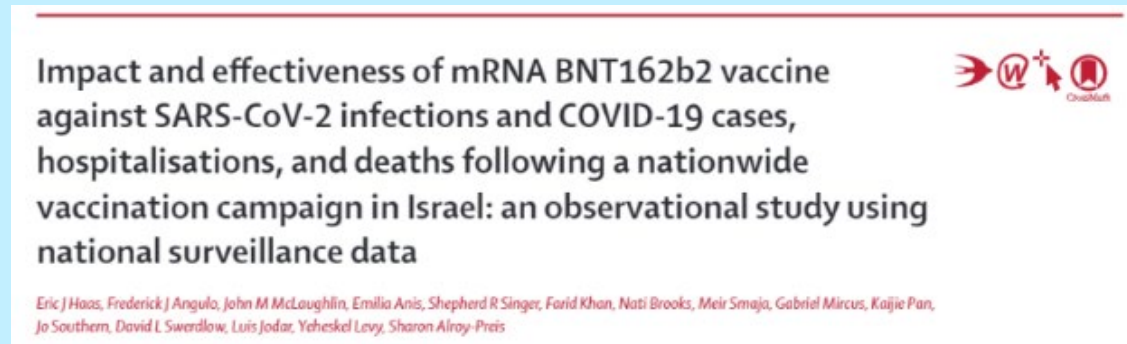 Impact and effectiveness of mRNA BNT162b2 vaccine
against SARS-CoV-2 infections and COVID-19 cases,
hospitalisations, and deaths following a nationwide
vaccination campaign in Israel: an observational study using
national surveillance data
Eric J Haas, Frederick J Angulo, John M McLaughlin, Emilia Anis, Shepherd R Singer, Farid Khan, Nati Brooks, Meir Smaja, Gabriel Mircus, Kaijie Pan,
Jo Southern, David L Swerdlow, Luis Jodar, Yeheskel Levy, Sharon Alroy-Preis
CrossMark